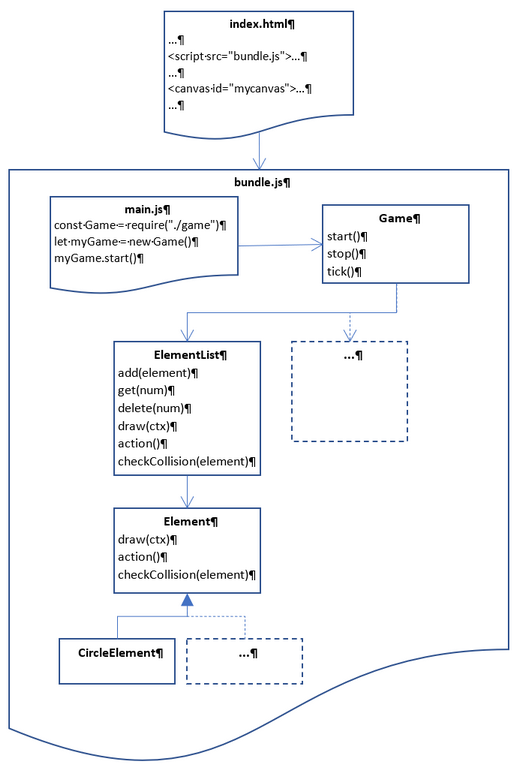 index.html¶
...¶
<script·src="bundle.js">...¶
...¶
<canvas·id="mycanvas">...¶
...¶
bundle.js¶
main.js¶
const·Game·=·require("./game")¶
let·myGame·=·new·Game()¶
myGame.start()¶
Game¶
start()¶
stop()¶
tick()¶
ElementList¶
add(element)¶
get(num)¶
delete(num)¶
draw(ctx)¶
action()¶
checkCollision(element)¶
...¶
Element¶
draw(ctx)¶
action()¶
checkCollision(element)¶
CircleElement¶
...¶